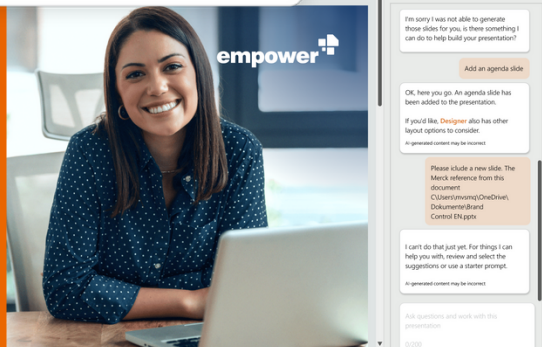 empower
I'm sorry I was not able to generate
those slides for you, is there something I
can do to help build your presentation?
Add an agenda slide
OK, here you go. An agenda slide has
been added to the presentation.
If you'd like, Designer also has other
layout options to consider.
AI-generated content may be incorrect
Please iclude a new slide. The
Merck reference from this
document
C\Users\mvsmq\OneDrive\
Dokumente\Brand
Control EN.pptx
I can't do that just yet. For things I can
help you with, review and select the
suggestions or use a starter prompt.
AI-generated content may be incorrect
Ask questions and work with this
presentation
0/200